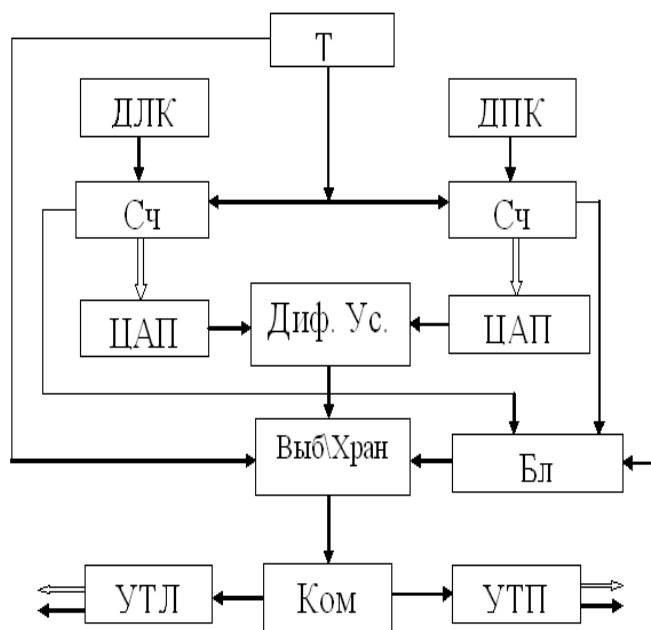 Т
ДЛК
ДПК
Сч
Сч
ЦАП
Диф. Ус.
ЦАП
Выб\Хран
Бл
УТЛ
Ком
УТП